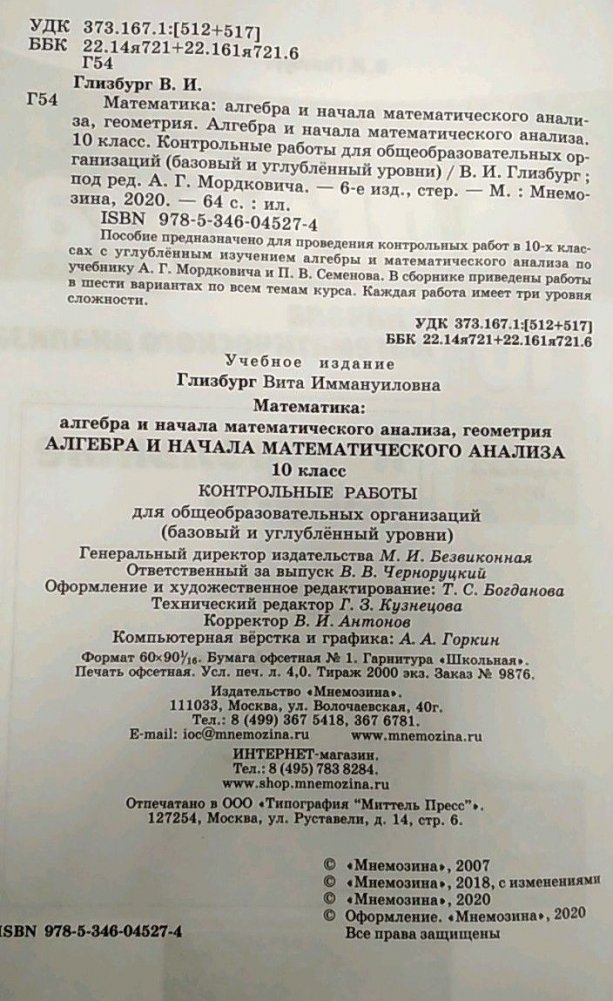 УДК 373.167.1:[512+517]
ББК 22.14я721+22.161я721.6
Г54
Глизбург В. И.
Г54 Математика: алгебра и начала математического анали-
за, геометрия. Алгебра и начала математического анализа.
10 класс. Контрольные работы для общеобразовательных ор-
ганизаций (базовый и углублённый уровни) / В. И. Глизбург ;
под ред. А. Г. Мордковича. — 6-е изд., стер. — М. : Мнемо-
зина, 2020. — 64 с. : ил.
ISBN 978-5-346-04527-4
Пособие предназначено для проведения контрольных работ в 10-х клас-
сах с углублённым изучением алгебры и математического анализа по
учебнику А. Г. Мордковича и П. В. Семенова. В сборнике приведены работы
в шести вариантах по всем темам курса. Каждая работа имеет три уровня
сложности.
УДК 373.167.1:[512+517]
ББК 22.14я721+22.161я721.6
Учебное издание
Глизбург Вита Иммануиловна
Математика:
алгебра и начала математического анализа, геометрия
АЛГЕБРА И НАЧАЛА МАТЕМАТИЧЕСКОГО АНАЛИЗА
10 класс
КОНТРОЛЬНЫЕ РАБОТЫ
для общеобразовательных организаций
(базовый и углублённый уровни)
Генеральный директор издательства М. И. Безвиконная
Ответственный за выпуск В. В. Черноруцкий
Оформление и художественное редактирование: Т. С. Богданова
Технический редактор Г. З. Кузнецова
Корректор В. И. Антонов
Компьютерная вёрстка и графика: А. А. Горкин
Формат 60×90 1/16. Бумага офсетная № 1. Гарнитура «Школьная».
Печать офсетная. Усл. печ. л. 4,0. Тираж 2000 экз. Заказ № 9876.
Издательство «Мнемозина».
111033, Москва, ул. Волочаевская, 40г.
Тел.: 8 (499) 367 5418, 367 6781.
E-mail: ioc@mnemozina.ru www.mnemozina.ru
ИНТЕРНЕТ-магазин.
Тел.: 8 (495) 783 8284.
www.shop.mnemozina.ru
Отпечатано в ООО «Типография “Миттель Пресс”».
127254, Москва, ул. Руставели, д. 14, стр. 6.
© «Мнемозина», 2007
© «Мнемозина», 2018, с изменениями
© «Мнемозина», 2020
© Оформление. «Мнемозина», 2020
ISBN 978-5-346-04527-4 Все права защищены